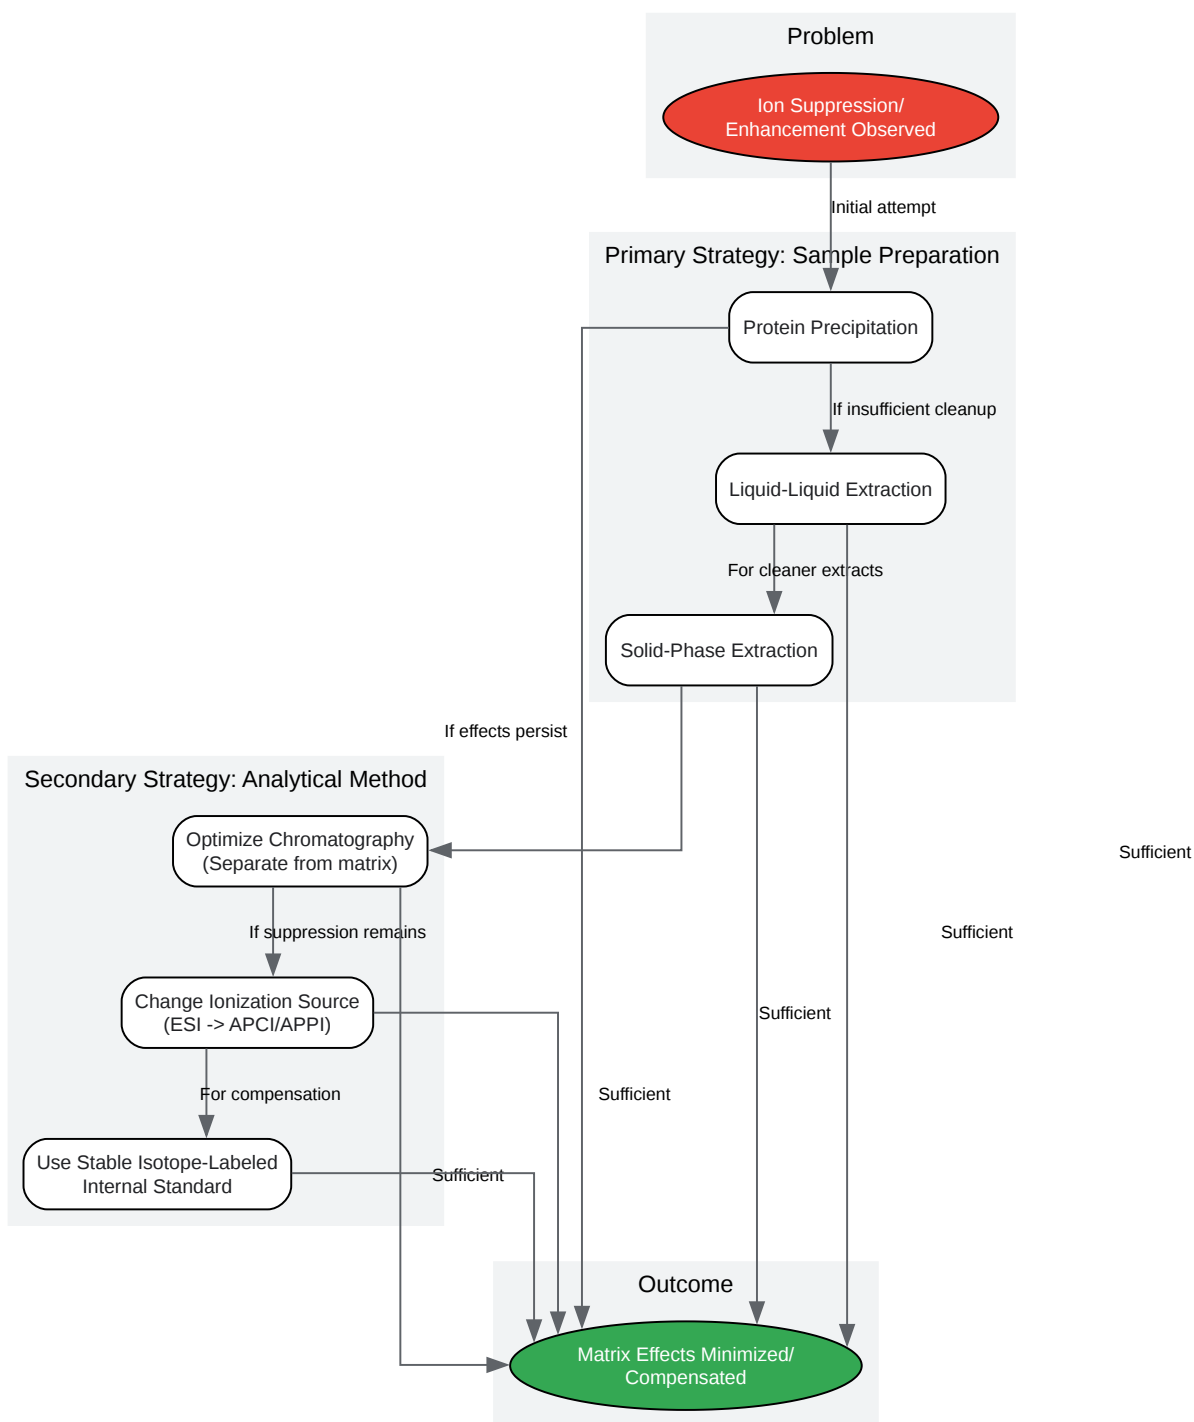 Problem
Ion Suppression/
Enhancement Observed
Initial attempt
Primary Strategy: Sample Preparation
Protein Precipitation
If insufficient cleanup
Liquid-Liquid Extraction
For cleaner extracts
Solid-Phase Extraction
If effects persist
Secondary Strategy: Analytical Method
Optimize Chromatography
(Separate from matrix)
Sufficient
If suppression remains
Sufficient
Change Ionization Source
(ESI -> APCI/APPI)
Sufficient
For compensation
Sufficient
Use Stable Isotope-Labeled
Internal Standard
Sufficient
Outcome
Matrix Effects Minimized/
Compensated